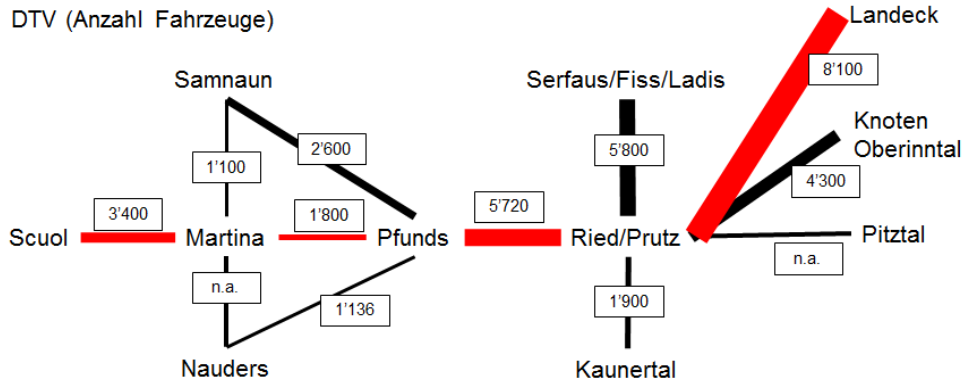 DTV (Anzahl Fahrzeuge)
Landeck
8’100
Samnaun
Serfaus/Fiss/Ladis
Knoten
Oberinntal
2’600
5’800
1’100
4’300
3’400
1’800
5’720
Scuol
Martina
Pfunds
Ried/Prutz
Pitztal
n.a.
n.a.
1’136
1’900
Nauders
Kaunertal